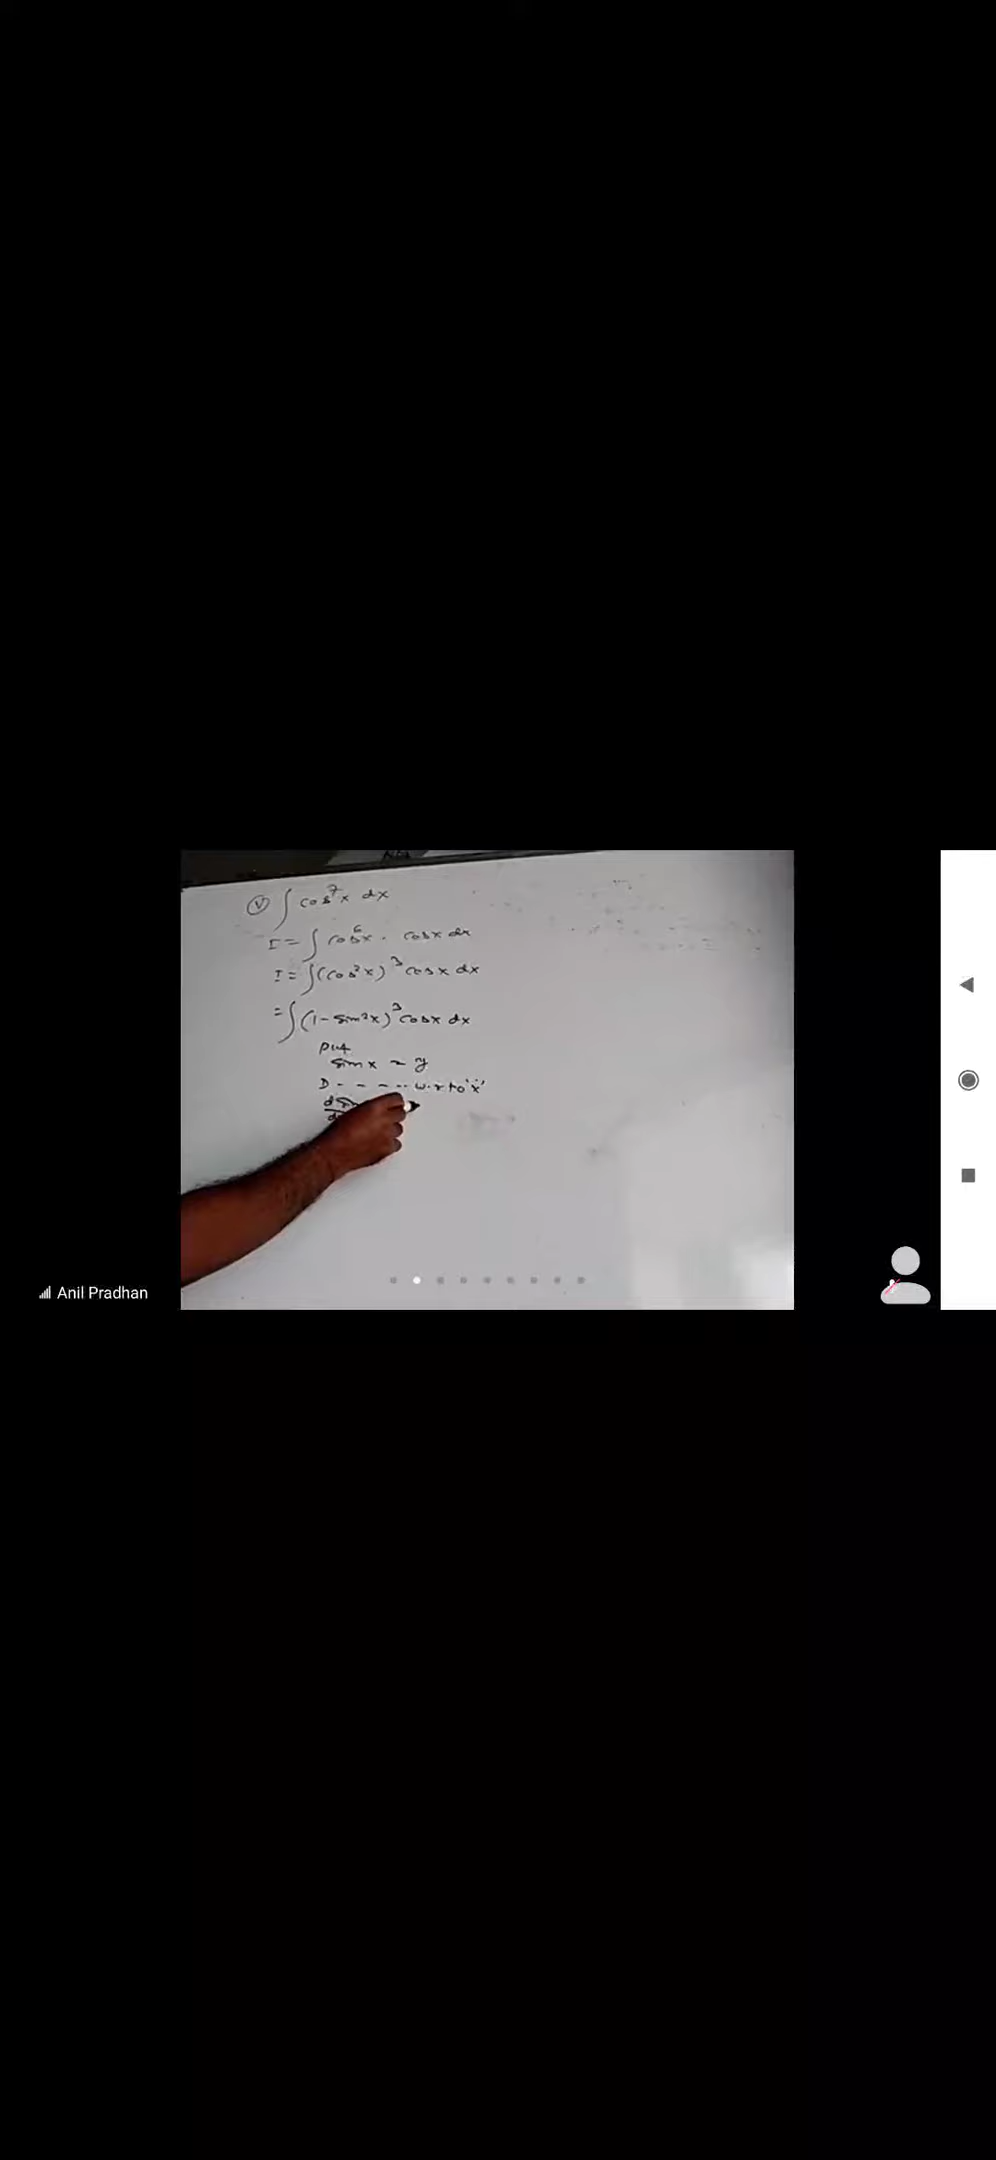 (V) ∫ cos⁷x dx
I = ∫ cos⁶x . cosx dx
I = ∫(cos²x)³ cosx dx
= ∫(1-sin²x)³ cosx dx
put
sinx = y
D - - - -- w.r to 'x'
Anil Pradhan